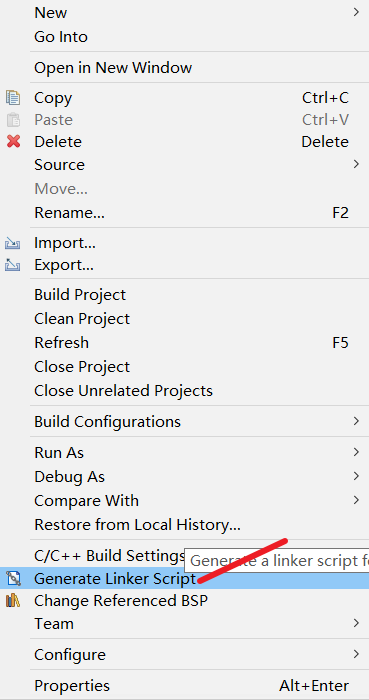 New
Go Into
Open in New Window
Copy Ctrl+C
Paste Ctrl+V
Delete Delete
Source
Move...
Rename... F2
Import...
Export...
Build Project
Clean Project
Refresh F5
Close Project
Close Unrelated Projects
Build Configurations
Run As
Debug As
Compare With
Restore from Local History...
C/C++ Build Settings
Generate a linker script fo
Generate Linker Script
Change Referenced BSP
Team
Configure
Properties Alt+Enter